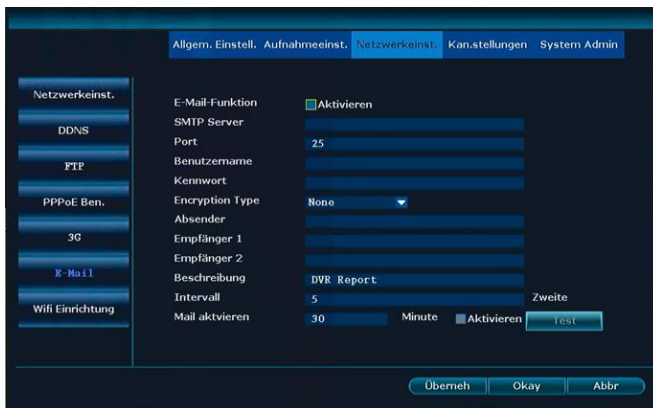 Allgem. Einstell. Aufnahmeeinst. Netzwerkeinst. Kan.stellungen System Admin
Netzwerkeinst.
DDNS
FTP
PPPoE Ben.
3G
E-Mail
Wifi Einrichtung
E-Mail-Funktion Aktivieren
SMTP Server
Port 25
Benutzername
Kennwort
Encryption Type None
Absender
Empfänger 1
Empfänger 2
Beschreibung DVR Report
Intervall 5 Zweite
Mail aktvieren 30 Minute Aktivieren Test
Überneh Okay Abbr